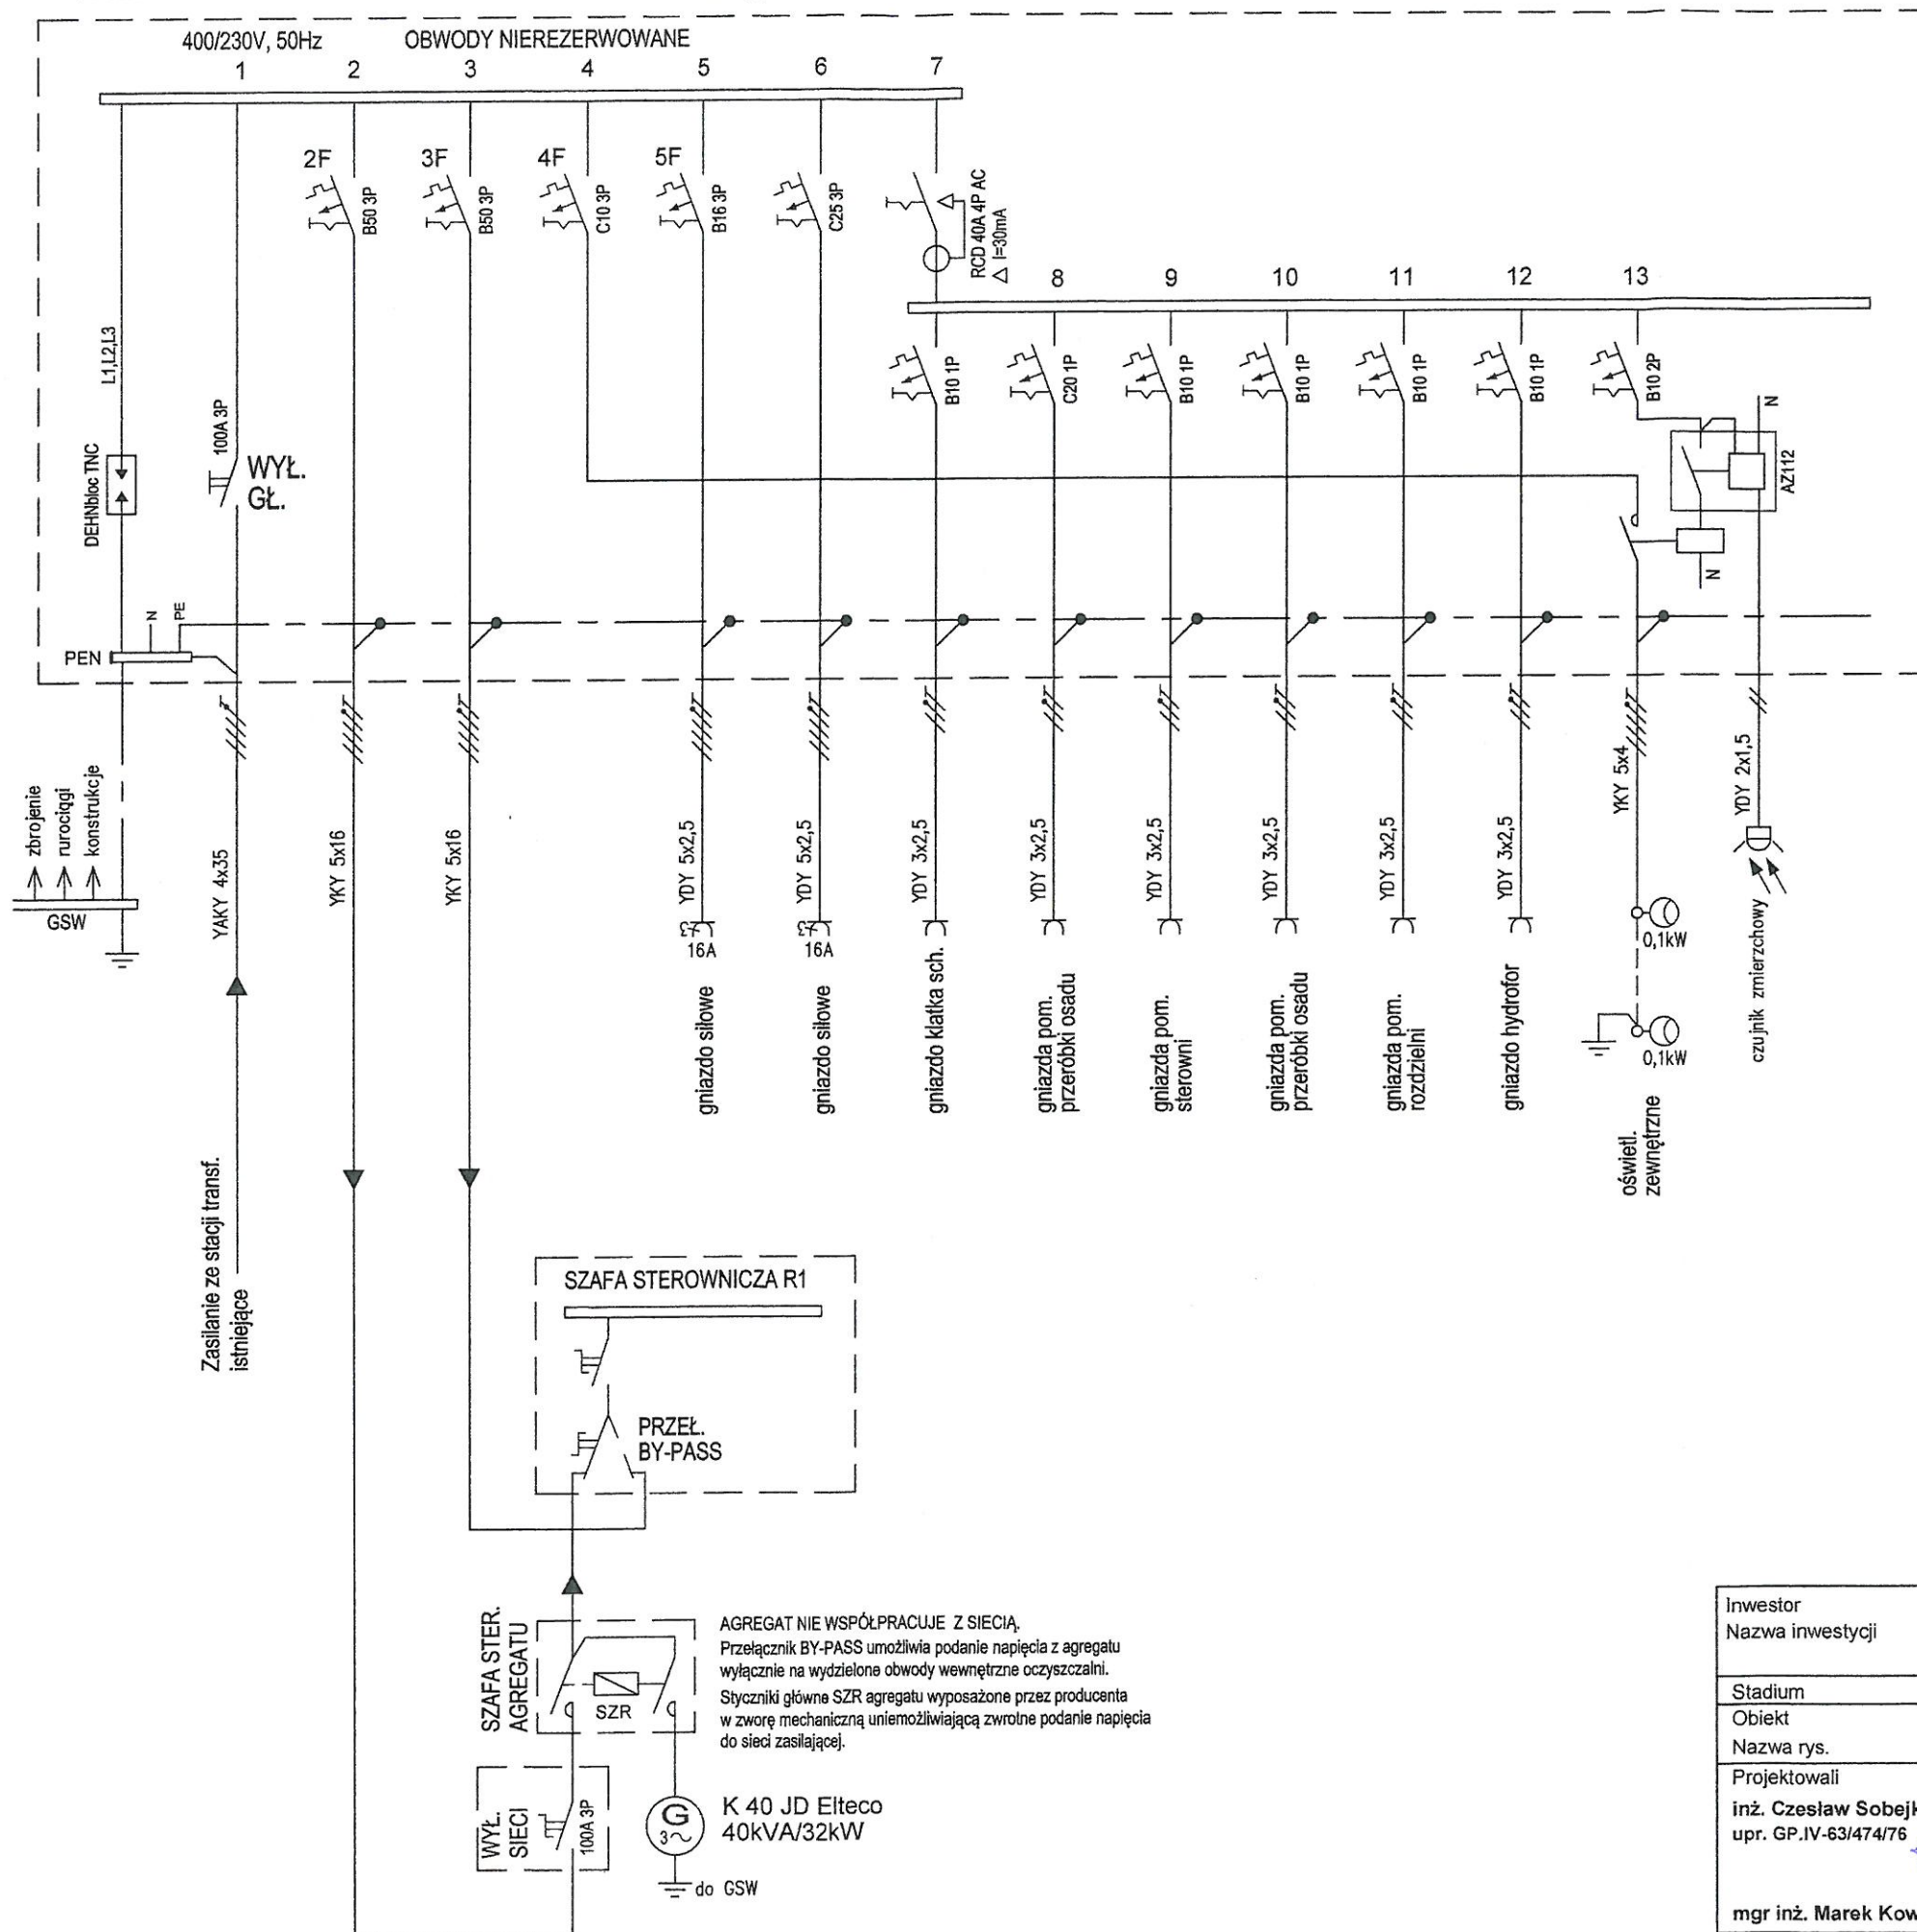 400/230V, 50Hz
OBWODY NIEREZERWOWANE
1
2
3
4
5
6
7
2F
3F
4F
5F
B50 3P
B50 3P
C10 3P
B16 3P
C25 3P
RCD 40A 4P AC
△ I=30mA
8
9
10
11
12
13
L1,L2,L3
100A 3P
B10 1P
C20 1P
B10 1P
B10 1P
B10 1P
B10 1P
B10 2P
N
AZ112
DEHNbloc TNC
WYŁ.
GŁ.
N
N
PE
PEN
zbrojenie
rurociągi
konstrukcje
GSW
YAKY 4x35
YKY 5x16
YKY 5x16
YDY 5x2,5
YDY 5x2,5
YDY 3x2,5
YDY 3x2,5
YDY 3x2,5
YDY 3x2,5
YDY 3x2,5
YDY 3x2,5
YKY 5x4
YDY 2x1,5
3
16A
3
16A
0,1kW
0,1kW
gniazdo siłowe
gniazdo siłowe
gniazdo klatka sch.
gniazda pom.
przeróbki osadu
gniazda pom.
sterowni
gniazda pom.
przeróbki osadu
gniazda pom.
rozdzielni
gniazdo hydrofor
oświetl.
zewnętrzne
czujnik zmierzchowy
Zasilanie ze stacji transf.
istniejące
SZAFA STEROWNICZA R1
PRZEŁ.
BY-PASS
SZAFA STER.
AGREGATU
SZR
AGREGAT NIE WSPÓŁPRACUJE Z SIECIĄ.
Przełącznik BY-PASS umożliwia podanie napięcia z agregatu
wyłącznie na wydzielone obwody wewnętrzne oczyszczalni.
Styczniki główne SZR agregatu wyposażone przez producenta
w zworę mechaniczną uniemożliwiającą zwrotne podanie napięcia
do sieci zasilającej.
WYŁ.
SIECI
100A 3P
G
3~
K 40 JD Elteco
40kVA/32kW
do GSW
Inwestor
Nazwa inwestycji
Stadium
Obiekt
Nazwa rys.
Projektowali
inż. Czesław Sobejk
upr. GP.IV-63/474/76
mgr inż. Marek Kow